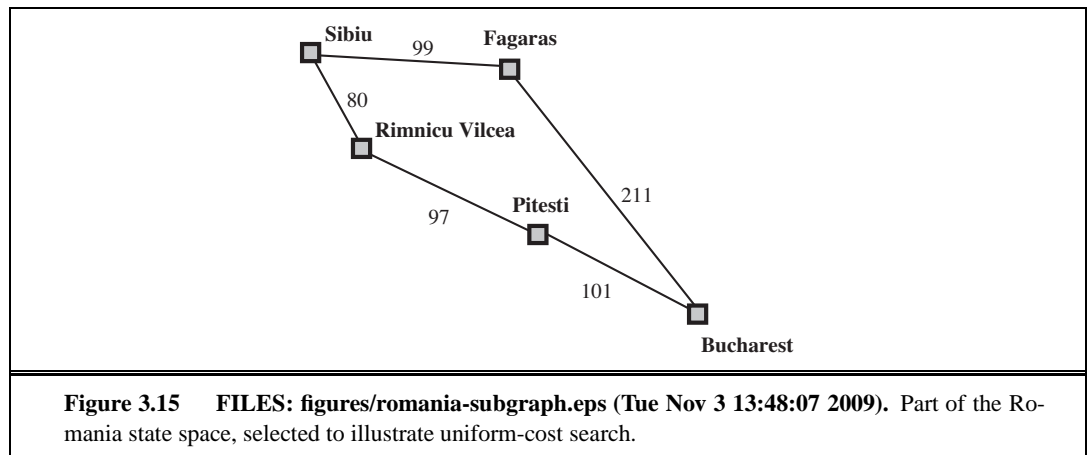 Sibiu
99
Fagaras
80
Rimnicu Vilcea
97
Pitesti
211
101
Bucharest
Figure 3.15 FILES: figures/romania-subgraph.eps (Tue Nov 3 13:48:07 2009). Part of the Ro-
mania state space, selected to illustrate uniform-cost search.